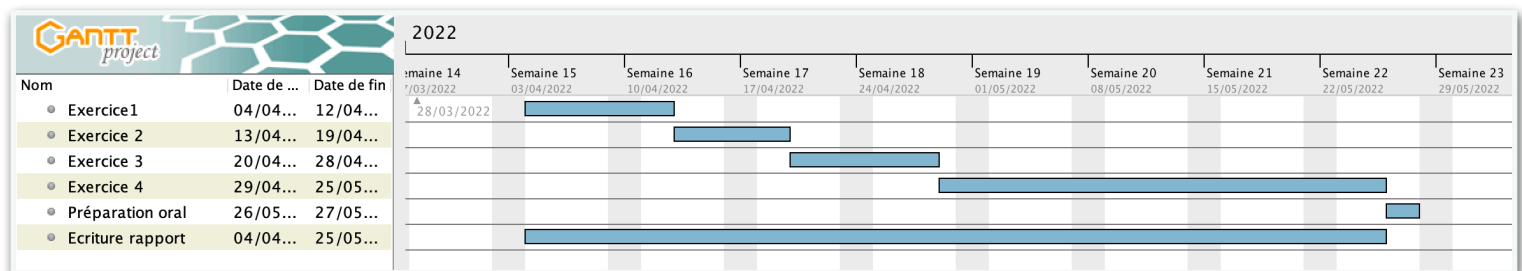 GANTT
project
2022
emaine 14 Semaine 15 Semaine 16 Semaine 17 Semaine 18 Semaine 19 Semaine 20 Semaine 21 Semaine 22 Semaine 23
Nom Date de ... Date de fin 7/03/2022 03/04/2022 10/04/2022 17/04/2022 24/04/2022 01/05/2022 08/05/2022 15/05/2022 22/05/2022 29/05/2022
Exercice1 04/04... 12/04... 28/03/2022
Exercice 2 13/04... 19/04...
Exercice 3 20/04... 28/04...
Exercice 4 29/04... 25/05...
Préparation oral 26/05... 27/05...
Ecriture rapport 04/04... 25/05...